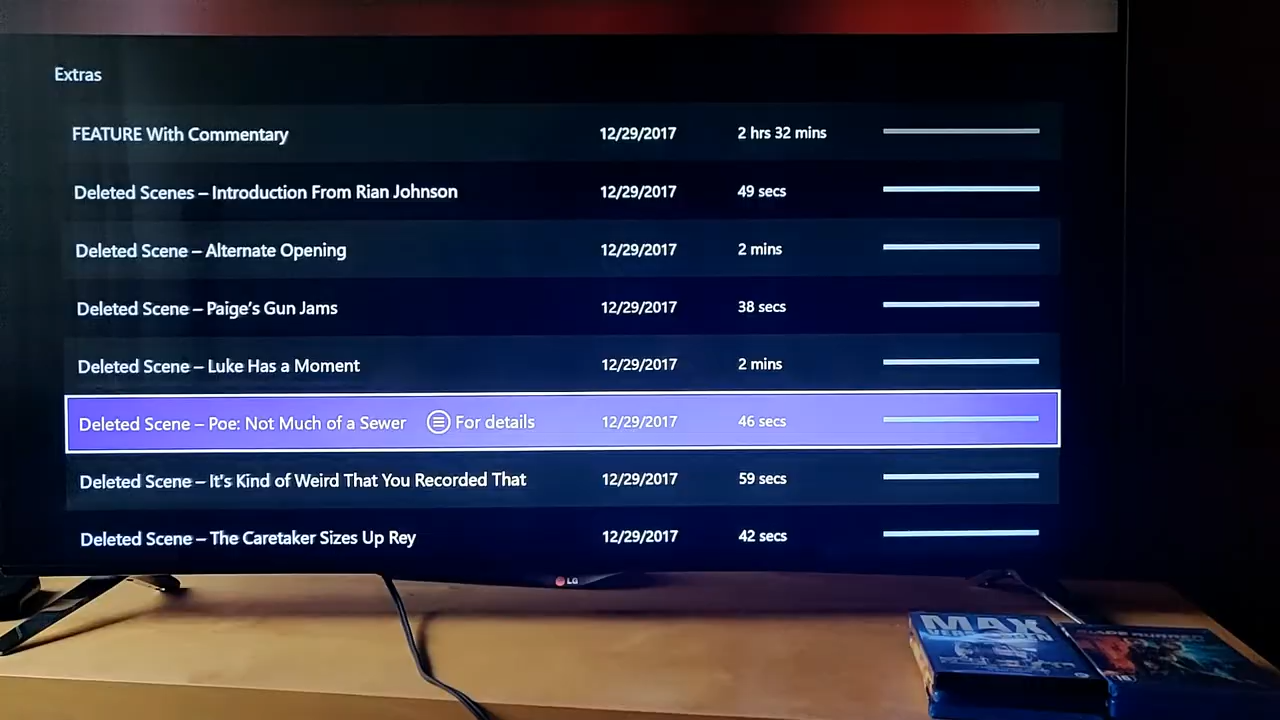 Extras
FEATURE With Commentary 12/29/2017 2 hrs 32 mins
Deleted Scenes – Introduction From Rian Johnson 12/29/2017 49 secs
Deleted Scene – Alternate Opening 12/29/2017 2 mins
Deleted Scene – Paige's Gun Jams 12/29/2017 38 secs
Deleted Scene – Luke Has a Moment 12/29/2017 2 mins
Deleted Scene – Poe: Not Much of a Sewer For details 12/29/2017 46 secs
Deleted Scene – It's Kind of Weird That You Recorded That 12/29/2017 59 secs
Deleted Scene – The Caretaker Sizes Up Rey 12/29/2017 42 secs
LG
MAX
BLADE RUNNER